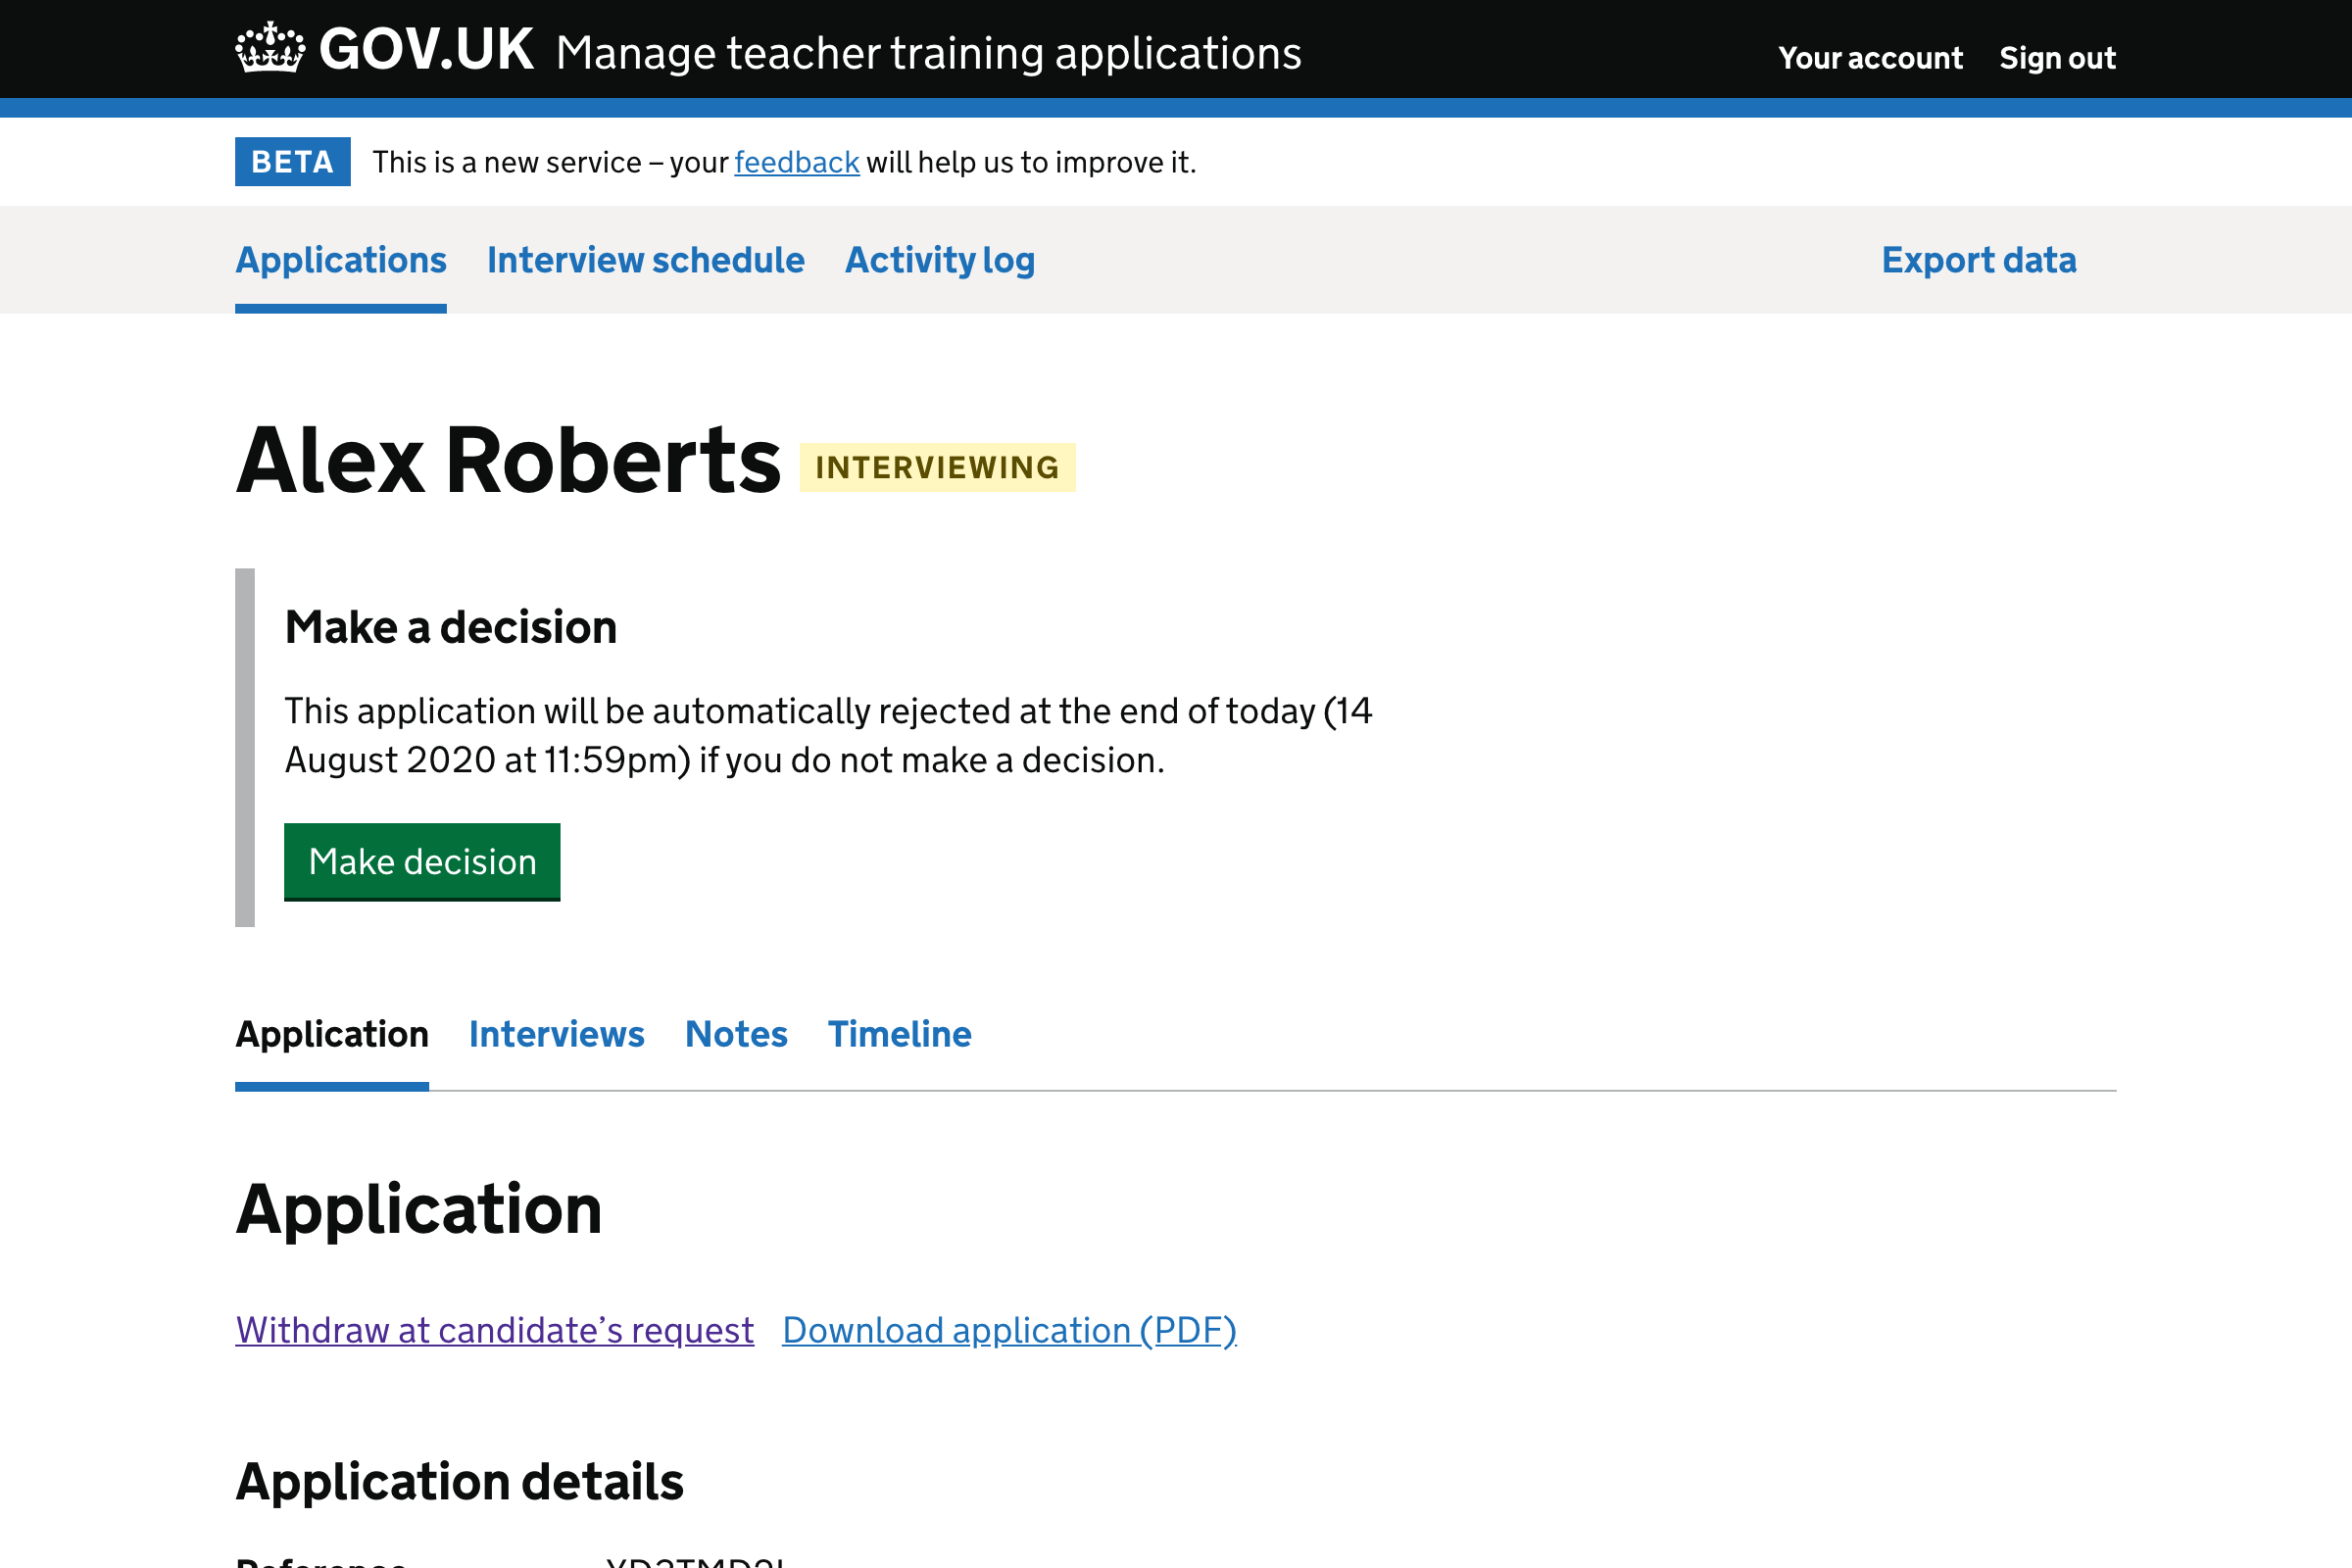 GOV.UK Manage teacher training applications Your account Sign out
BETA This is a new service – your feedback will help us to improve it.
Applications Interview schedule Activity log Export data
Alex Roberts INTERVIEWING
Make a decision
This application will be automatically rejected at the end of today (14
August 2020 at 11:59pm) if you do not make a decision.
Make decision
Application Interviews Notes Timeline
Application
Withdraw at candidate’s request Download application (PDF)
Application details
Reference